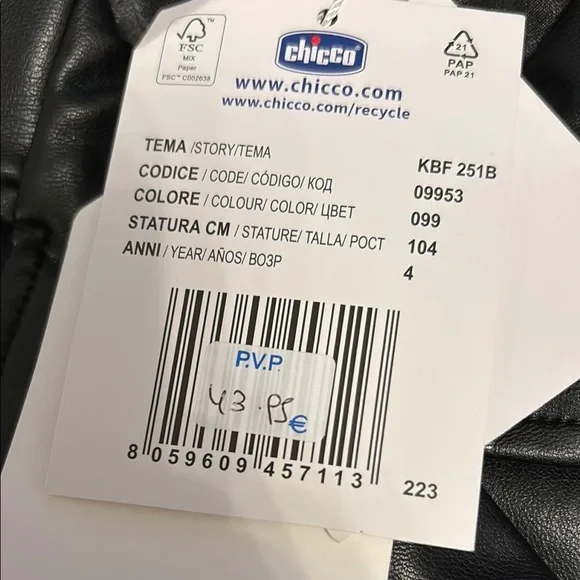 FSC
MIX
Paper
FSC™ C002638
chicco
21
PAP
PAP 21
www.chicco.com
www.chicco.com/recycle
TEMA /STORY/TEMA KBF 251B
CODICE / CODE/ CÓDIGO/ КОД 09953
COLORE / COLOUR/ COLOR/ ЦВЕТ 099
STATURA CM / STATURE/ TALLA/ РОСТ 104
ANNI / YEAR/ AÑOS/ ВОЗР 4
P.V.P.
43.95€
8 059609 457113
223